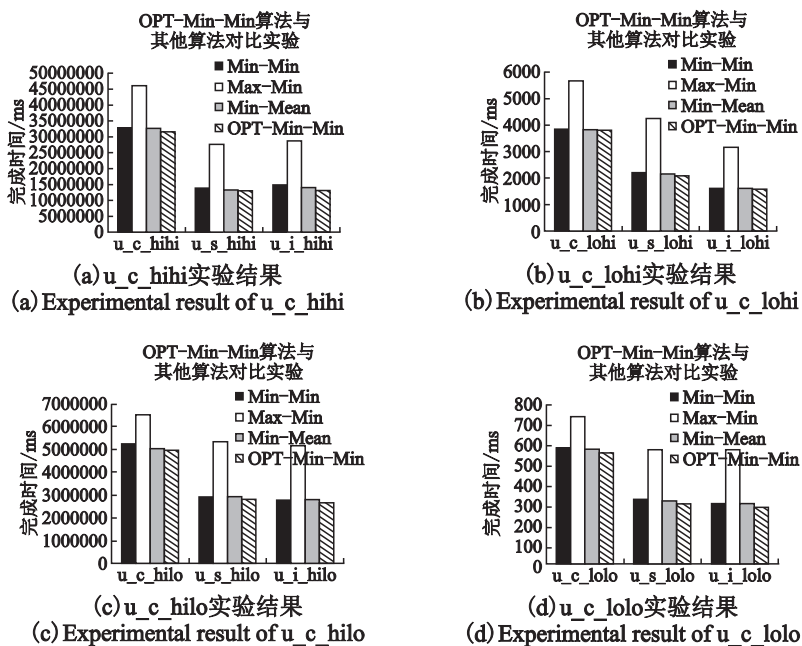 OPT-Min-Min算法与
其他算法对比实验
Min-Min
Max-Min
Min-Mean
OPT-Min-Min
完成时间/ms
50000000
45000000
40000000
35000000
30000000
25000000
20000000
15000000
10000000
5000000
0
u_c_hihi u_s_hihi u_i_hihi
(a)u_c_hihi实验结果
(a)Experimental result of u_c_hihi
OPT-Min-Min算法与
其他算法对比实验
Min-Min
Max-Min
Min-Mean
OPT-Min-Min
完成时间/ms
6000
5000
4000
3000
2000
1000
0
u_c_lohi u_s_lohi u_i_lohi
(b)u_c_lohi实验结果
(b)Experimental result of u_c_lohi
OPT-Min-Min算法与
其他算法对比实验
Min-Min
Max-Min
Min-Mean
OPT-Min-Min
完成时间/ms
7000000
6000000
5000000
4000000
3000000
2000000
1000000
0
u_c_hilo u_s_hilo u_i_hilo
(c)u_c_hilo实验结果
(c)Experimental result of u_c_hilo
OPT-Min-Min算法与
其他算法对比实验
Min-Min
Max-Min
Min-Mean
OPT-Min-Min
完成时间/ms
800
700
600
500
400
300
200
100
0
u_c_lolo u_s_lolo u_i_lolo
(d)u_c_lolo实验结果
(d)Experimental result of u_c_lolo